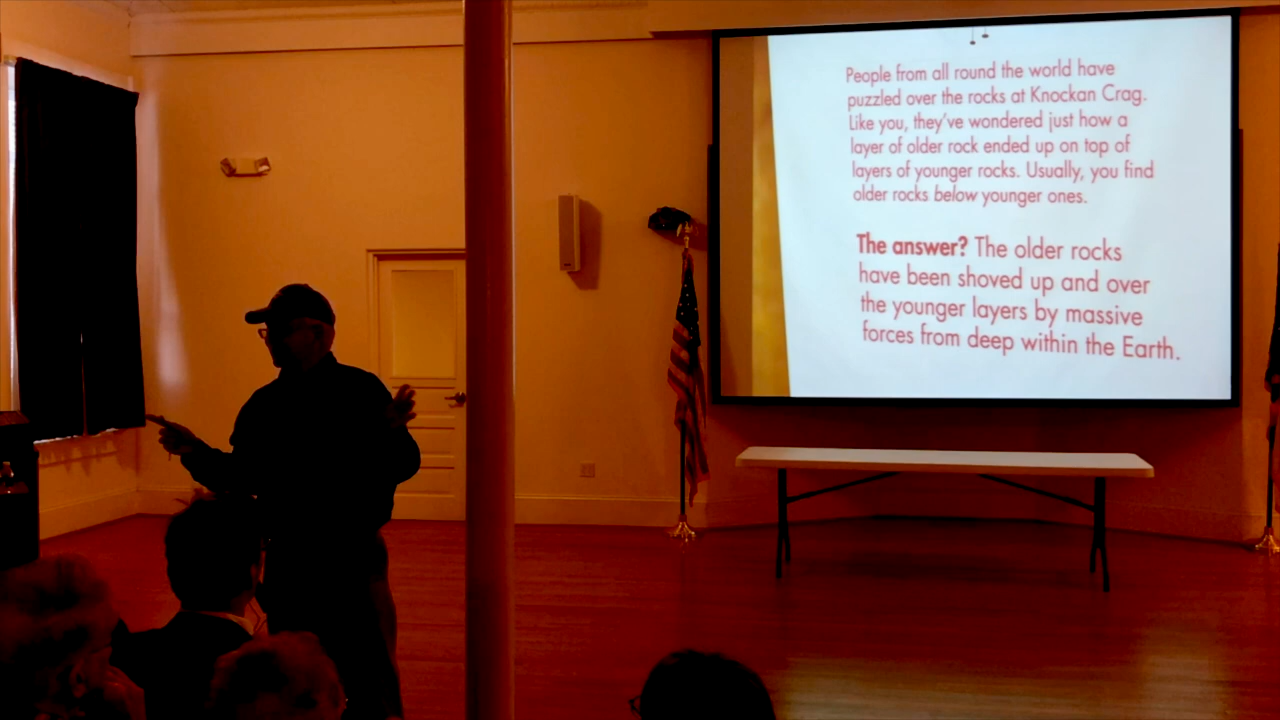 People from all round the world have
puzzled over the rocks at Knockan Crag.
Like you, they've wondered just how a
layer of older rock ended up on top of
layers of younger rocks. Usually, you find
older rocks below younger ones.
The answer? The older rocks
have been shoved up and over
the younger layers by massive
forces from deep within the Earth.